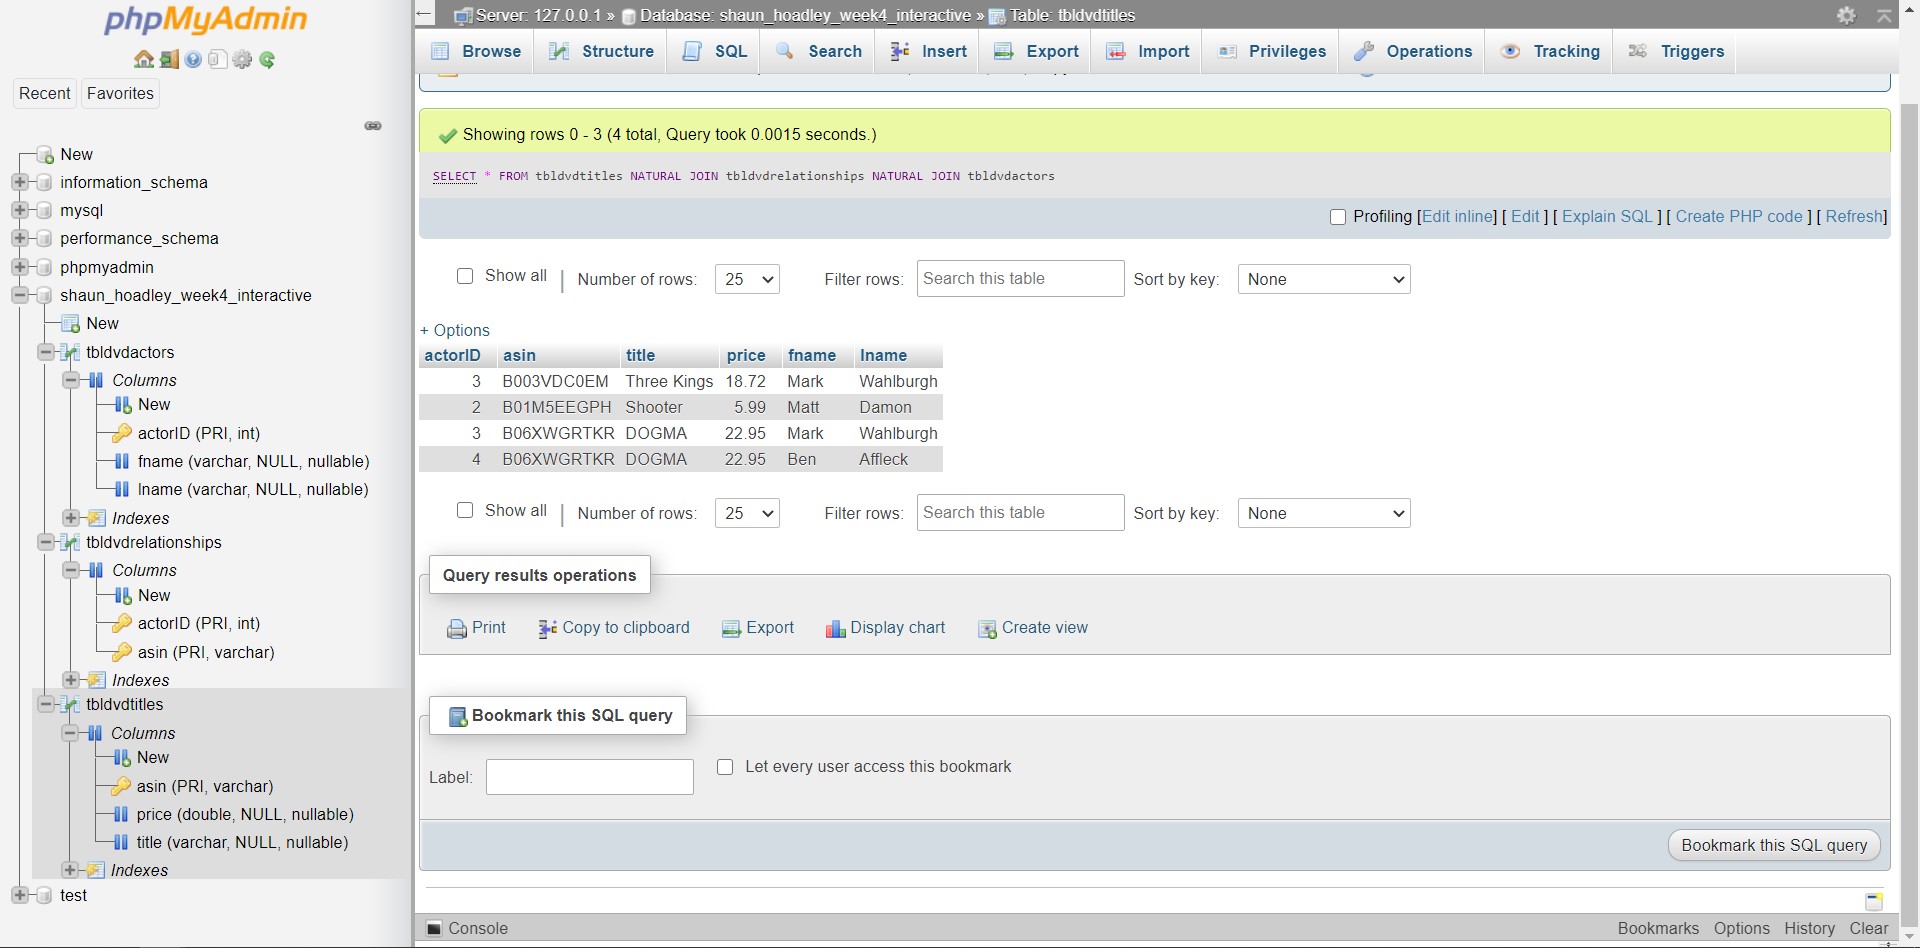 phpMyAdmin
Recent Favorites
New
information_schema
mysql
performance_schema
phpmyadmin
shaun_hoadley_week4_interactive
New
tbldvdactors
Columns
New
actorID (PRI, int)
fname (varchar, NULL, nullable)
lname (varchar, NULL, nullable)
Indexes
tbldvdrelationships
Columns
New
actorID (PRI, int)
asin (PRI, varchar)
Indexes
tbldvdtitles
Columns
New
asin (PRI, varchar)
price (double, NULL, nullable)
title (varchar, NULL, nullable)
Indexes
test
Server: 127.0.0.1 » Database: shaun_hoadley_week4_interactive » Table: tbldvdtitles
Browse Structure SQL Search Insert Export Import Privileges Operations Tracking Triggers
Showing rows 0 - 3 (4 total, Query took 0.0015 seconds.)
SELECT * FROM tbldvdtitles NATURAL JOIN tbldvdrelationships NATURAL JOIN tbldvdactors
Profiling [Edit inline] [ Edit ] [ Explain SQL ] [ Create PHP code ] [ Refresh]
Show all | Number of rows: 25 Filter rows: Search this table Sort by key: None
+ Options
actorID asin title price fname lname
3 B003VDC0EM Three Kings 18.72 Mark Wahlburgh
2 B01M5EEGPH Shooter 5.99 Matt Damon
3 B06XWGRTKR DOGMA 22.95 Mark Wahlburgh
4 B06XWGRTKR DOGMA 22.95 Ben Affleck
Show all | Number of rows: 25 Filter rows: Search this table Sort by key: None
Query results operations
Print Copy to clipboard Export Display chart Create view
Bookmark this SQL query
Label: Let every user access this bookmark
Bookmark this SQL query
Console Bookmarks Options History Clear